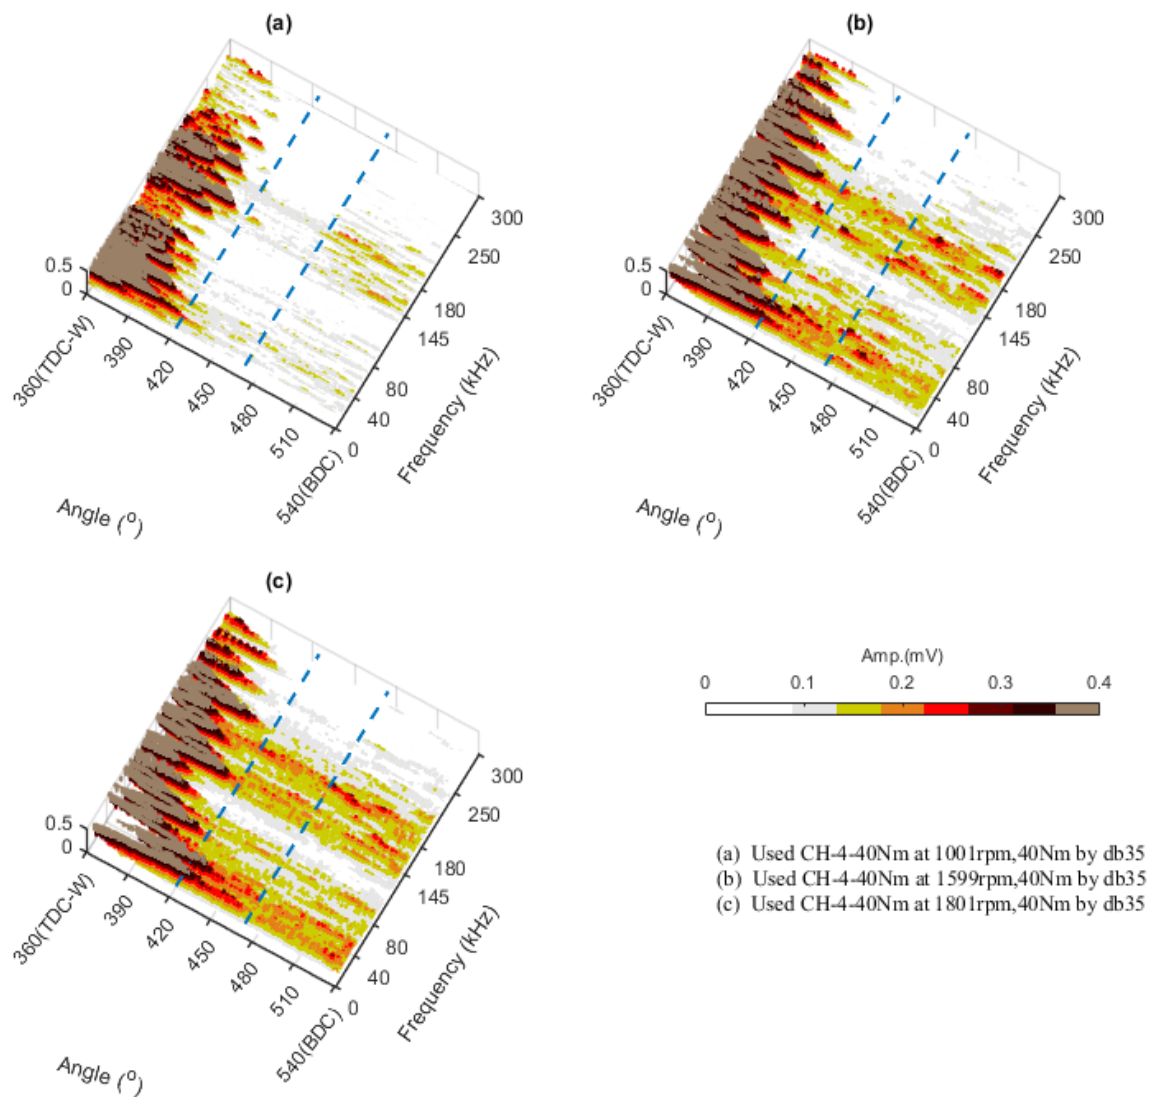 (a)
0.5
0
360(TDC-W)
390
420
450
480
510
540(BDC)
0
40
80
145
180
250
300
Angle (o)
Frequency (kHz)
(b)
0.5
0
360(TDC-W)
390
420
450
480
510
540(BDC)
0
40
80
145
180
250
300
Angle (o)
Frequency (kHz)
(c)
0.5
0
360(TDC-W)
390
420
450
480
510
540(BDC)
0
40
80
145
180
250
300
Angle (o)
Frequency (kHz)
Amp.(mV)
0 0.1 0.2 0.3 0.4
(a) Used CH-4-40Nm at 1001rpm,40Nm by db35
(b) Used CH-4-40Nm at 1599rpm,40Nm by db35
(c) Used CH-4-40Nm at 1801rpm,40Nm by db35